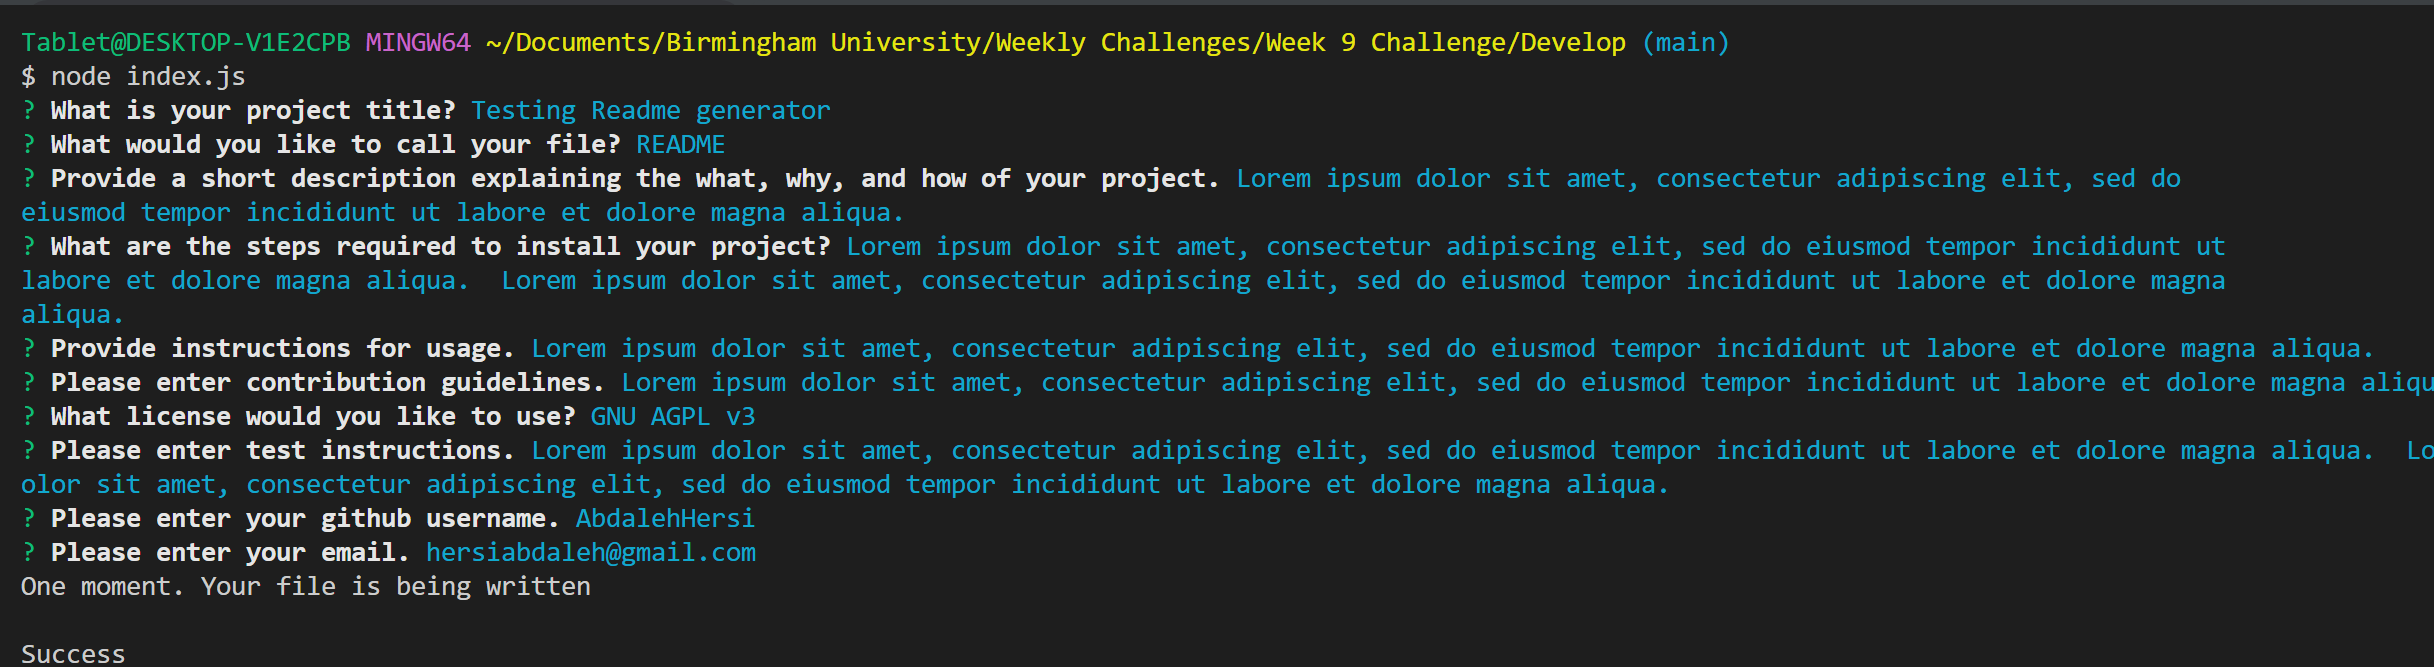 Tablet@DESKTOP-V1E2CPB MINGW64 ~/Documents/Birmingham University/Weekly Challenges/Week 9 Challenge/Develop (main)
$ node index.js
? What is your project title? Testing Readme generator
? What would you like to call your file? README
? Provide a short description explaining the what, why, and how of your project. Lorem ipsum dolor sit amet, consectetur adipiscing elit, sed do
eiusmod tempor incididunt ut labore et dolore magna aliqua.
? What are the steps required to install your project? Lorem ipsum dolor sit amet, consectetur adipiscing elit, sed do eiusmod tempor incididunt ut
labore et dolore magna aliqua.  Lorem ipsum dolor sit amet, consectetur adipiscing elit, sed do eiusmod tempor incididunt ut labore et dolore magna
aliqua.
? Provide instructions for usage. Lorem ipsum dolor sit amet, consectetur adipiscing elit, sed do eiusmod tempor incididunt ut labore et dolore magna aliqua.
? Please enter contribution guidelines. Lorem ipsum dolor sit amet, consectetur adipiscing elit, sed do eiusmod tempor incididunt ut labore et dolore magna aliqu
? What license would you like to use? GNU AGPL v3
? Please enter test instructions. Lorem ipsum dolor sit amet, consectetur adipiscing elit, sed do eiusmod tempor incididunt ut labore et dolore magna aliqua.  Lo
olor sit amet, consectetur adipiscing elit, sed do eiusmod tempor incididunt ut labore et dolore magna aliqua.
? Please enter your github username. AbdalehHersi
? Please enter your email. hersiabdaleh@gmail.com
One moment. Your file is being written
Success